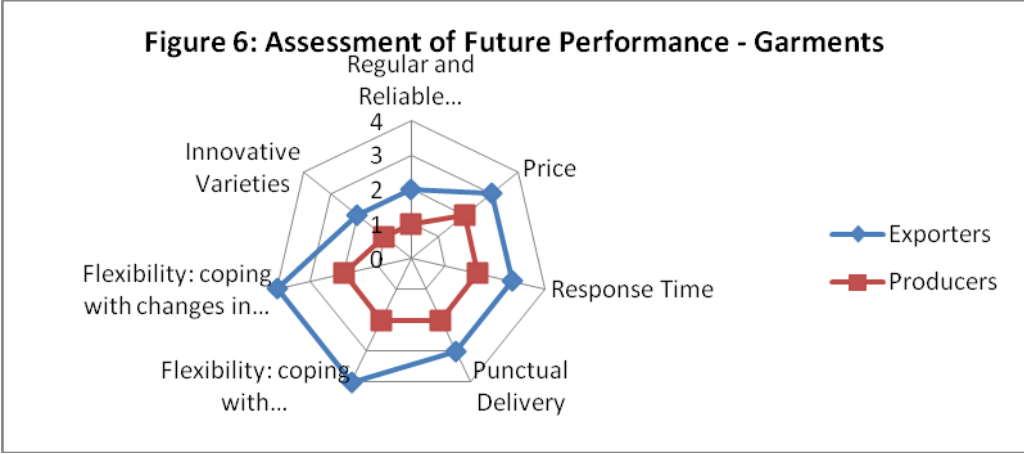 Figure 6: Assessment of Future Performance - Garments
Regular and
Reliable...
4
3
2
1
0
Innovative
Varieties
Price
Flexibility: coping
with changes in...
Response Time
Flexibility: coping
with...
Punctual
Delivery
Exporters
Producers